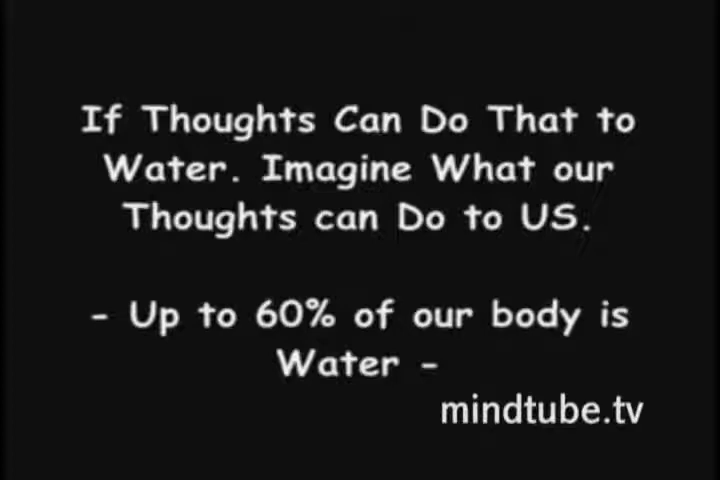 If Thoughts Can Do That to
Water. Imagine What our
Thoughts can Do to US.
- Up to 60% of our body is
Water -
mindtube.tv